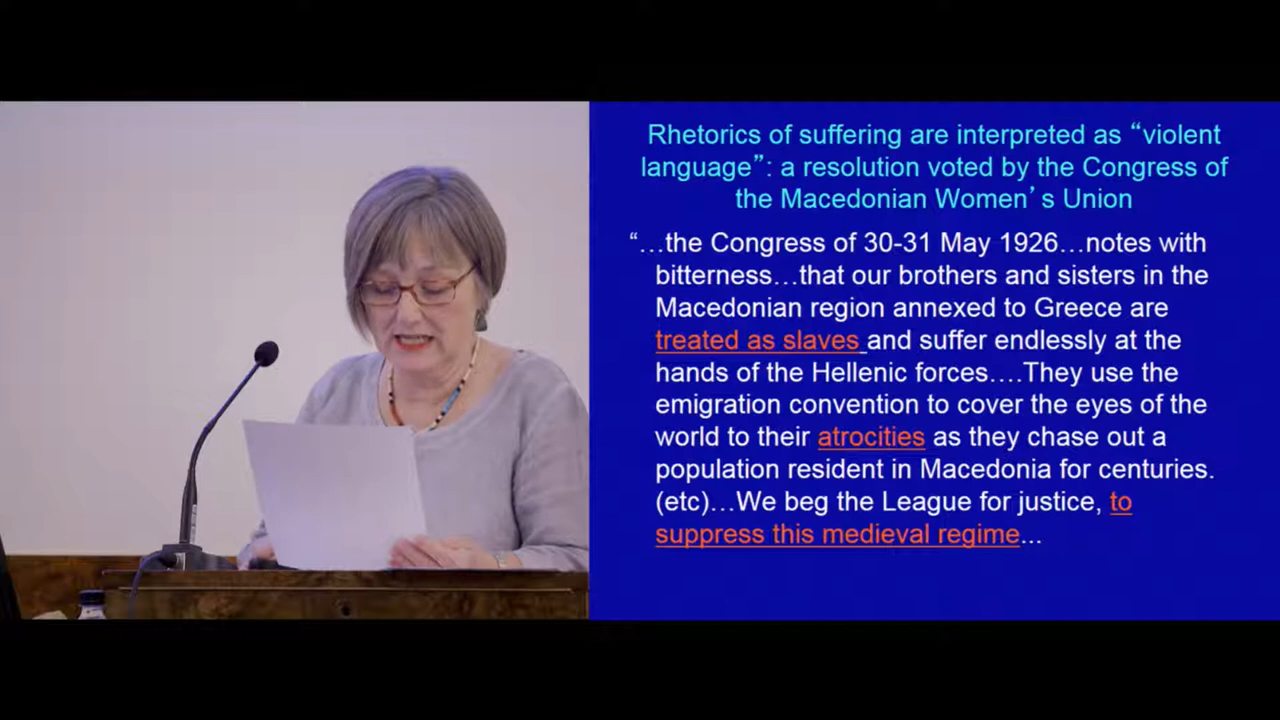 Rhetorics of suffering are interpreted as “violent
language”: a resolution voted by the Congress of
the Macedonian Women’ s Union
“…the Congress of 30-31 May 1926…notes with
bitterness…that our brothers and sisters in the
Macedonian region annexed to Greece are
treated as slaves and suffer endlessly at the
hands of the Hellenic forces….They use the
emigration convention to cover the eyes of the
world to their atrocities as they chase out a
population resident in Macedonia for centuries.
(etc)…We beg the League for justice, to
suppress this medieval regime...